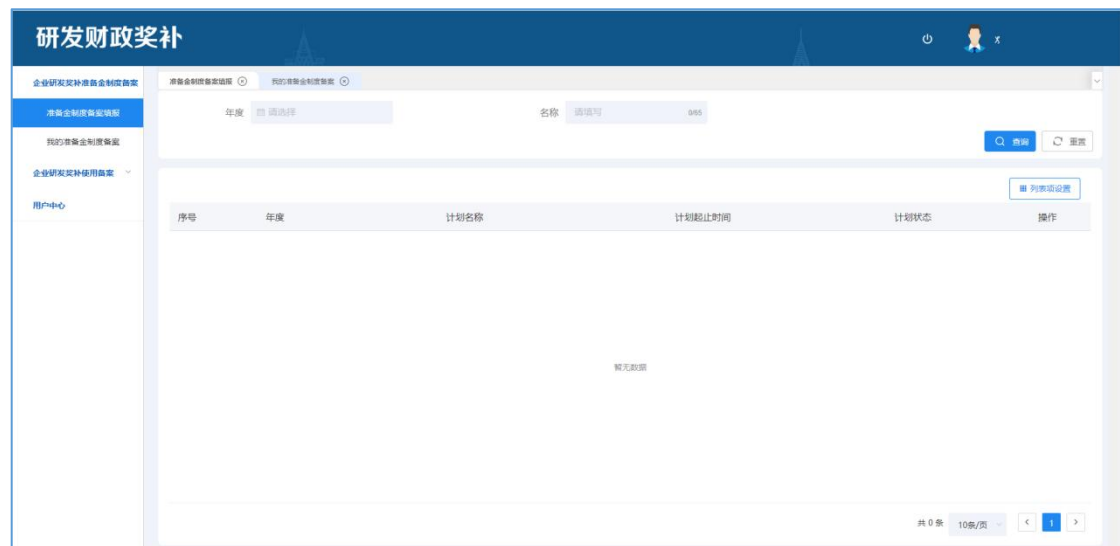 研发财政奖补
企业研发奖补准备金制度备案
准备金制度备案填报
我的准备金制度备案
企业研发奖补使用备案
用户中心
准备金制度备案填报 我的准备金制度备案
年度 请选择 名称 请填写 0/65
查询 重置
列表项设置
序号 年度 计划名称 计划起止时间 计划状态 操作
暂无数据
共 0 条 10条/页 1